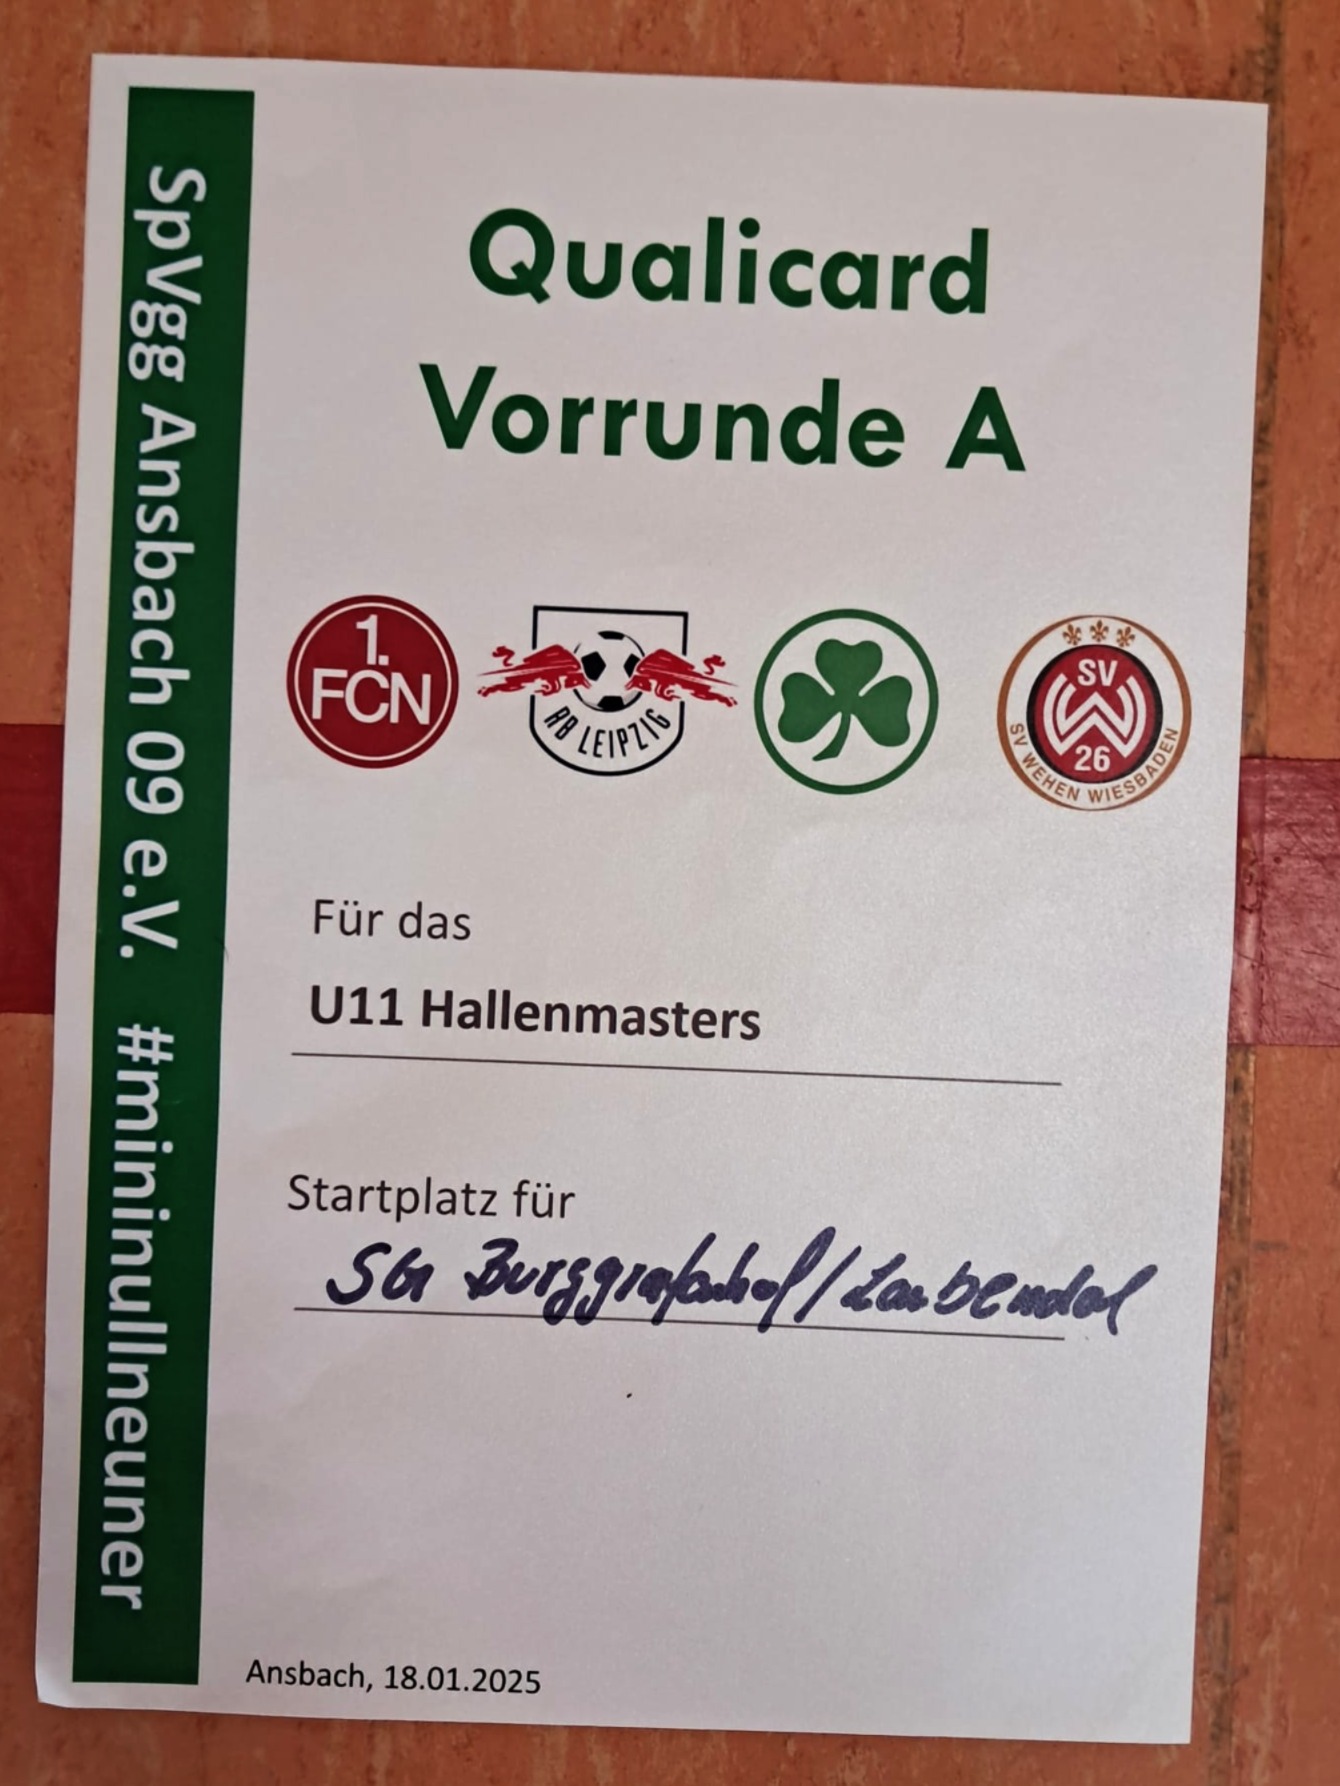 SpVgg Ansbach 09 e.V. #mininullneuner
Qualicard
Vorrunde A
1.
FCN
RB LEIPZIG
SV
WW
26
SV WEHEN WIESBADEN
Für das
U11 Hallenmasters
Startplatz für
SG Burggrafenhof/Laubendorf
Ansbach, 18.01.2025